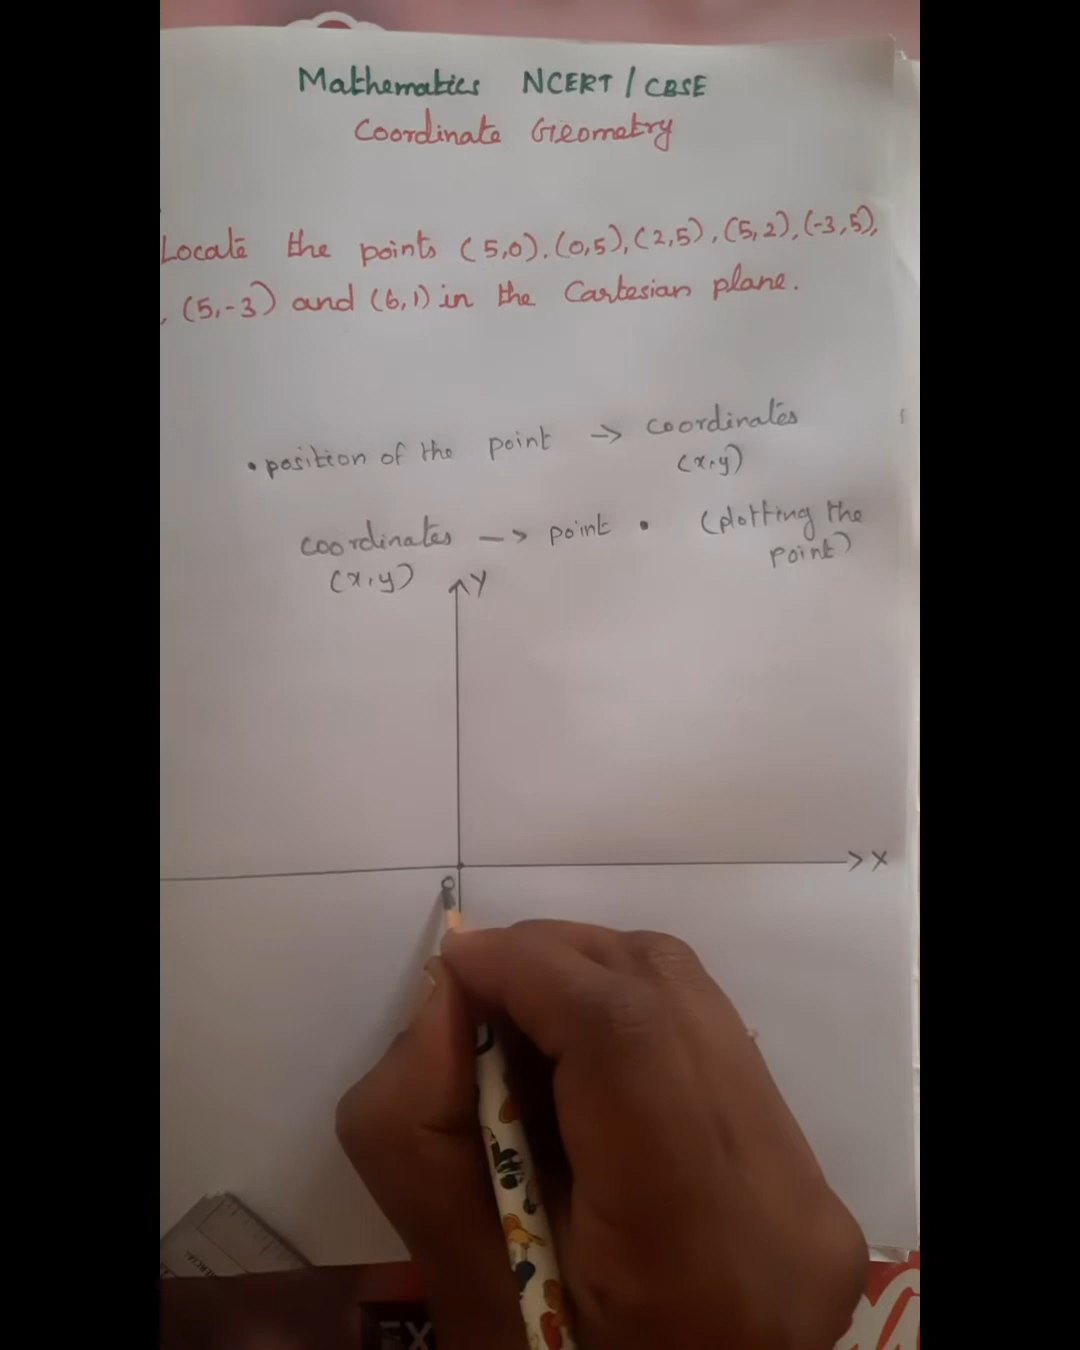 Mathematics NCERT / CBSE
Coordinate Geometry
Locate the points (5,0), (0,5), (2,5), (5,2), (-3,5),
, (5,-3) and (6,1) in the Cartesian plane.
• position of the point -> coordinates
(x,y)
coordinates --> point • (plotting the
point)
(x,y)
Y
X
O